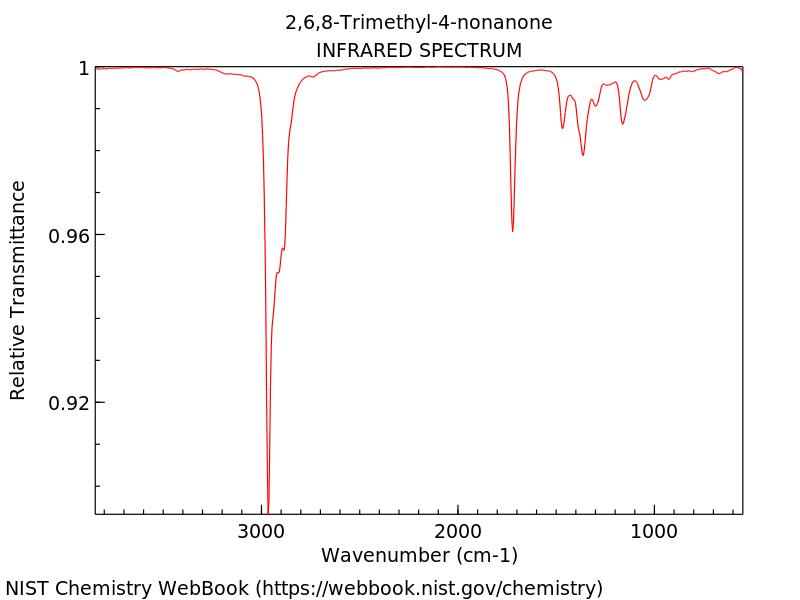 2,6,8-Trimethyl-4-nonanone
INFRARED SPECTRUM
1
0.96
0.92
Relative Transmittance
3000 2000 1000
Wavenumber (cm-1)
NIST Chemistry WebBook (https://webbook.nist.gov/chemistry)